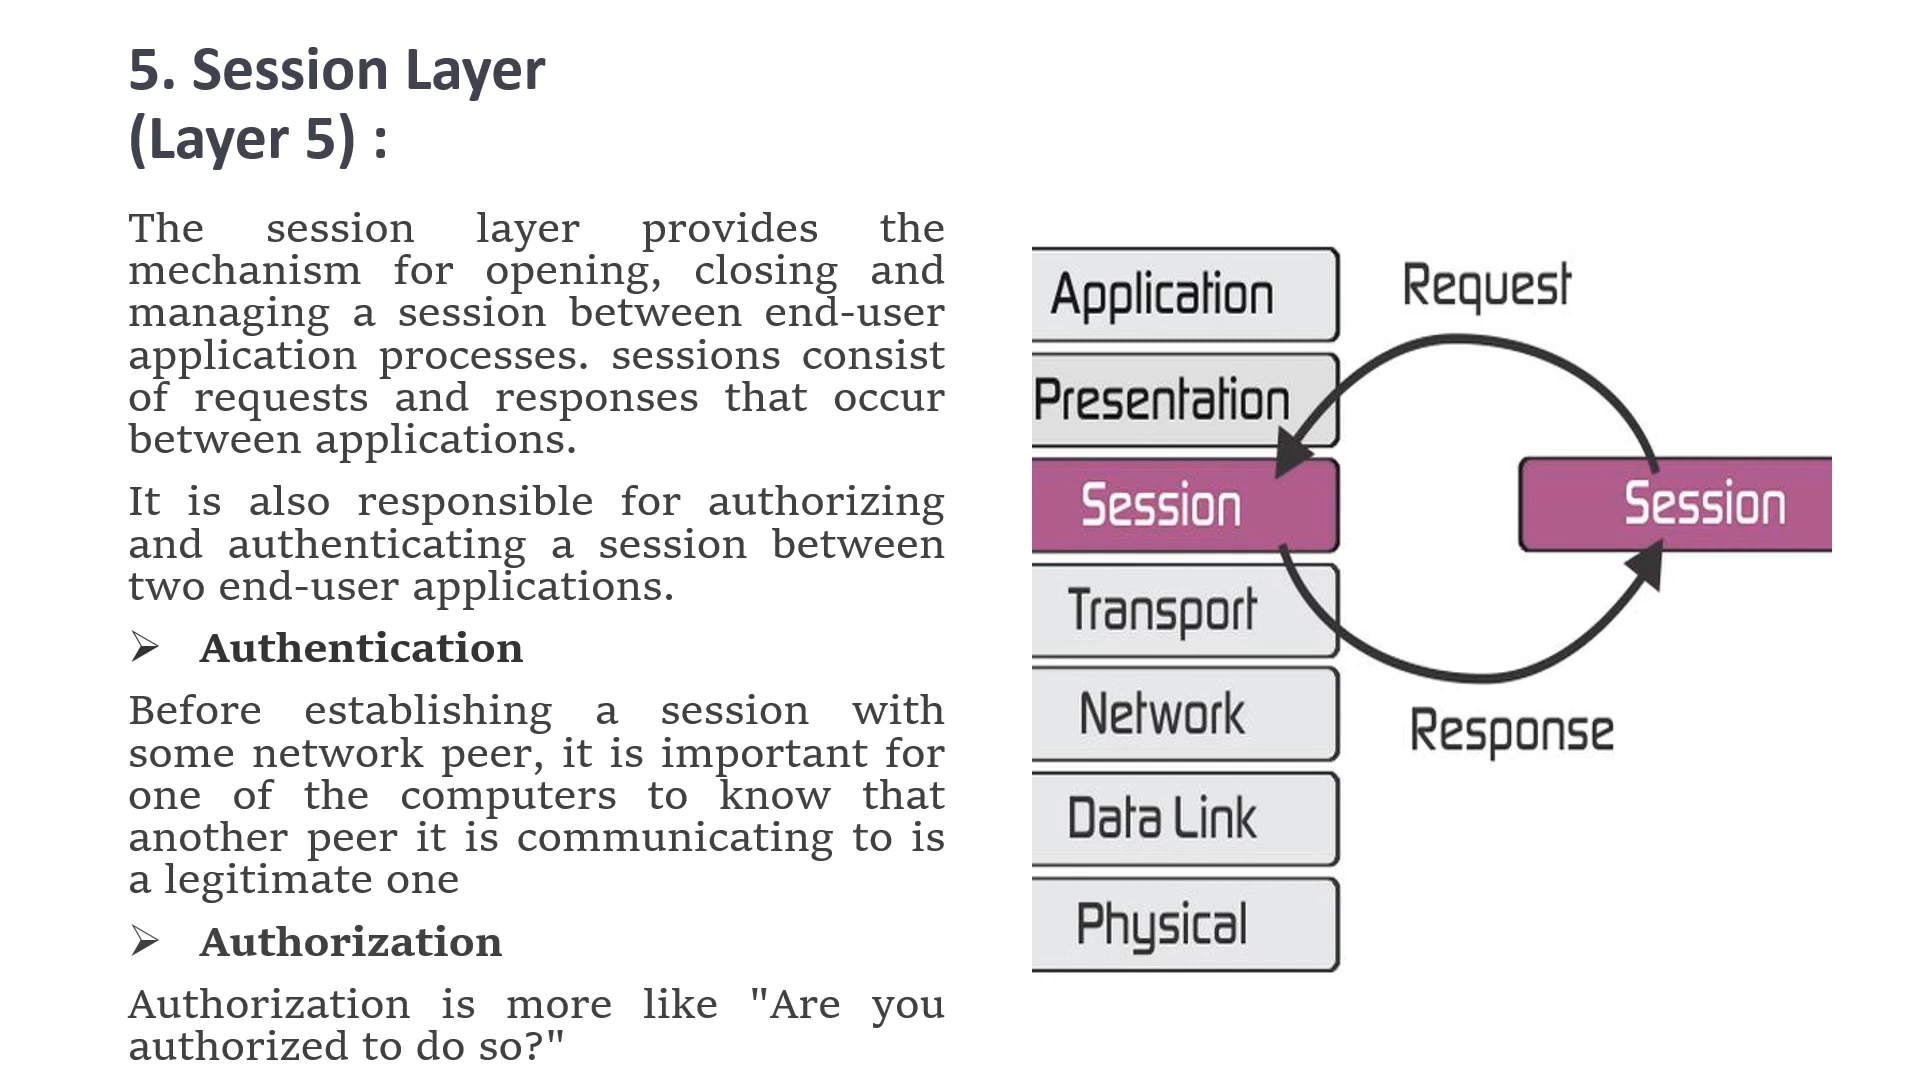 5. Session Layer
(Layer 5) :
The session layer provides the
mechanism for opening, closing and
managing a session between end-user
application processes. sessions consist
of requests and responses that occur
between applications.
It is also responsible for authorizing
and authenticating a session between
two end-user applications.
➢ Authentication
Before establishing a session with
some network peer, it is important for
one of the computers to know that
another peer it is communicating to is
a legitimate one
➢ Authorization
Authorization is more like "Are you
authorized to do so?"
Application
Request
Presentation
Session
Session
Transport
Network
Response
Data Link
Physical